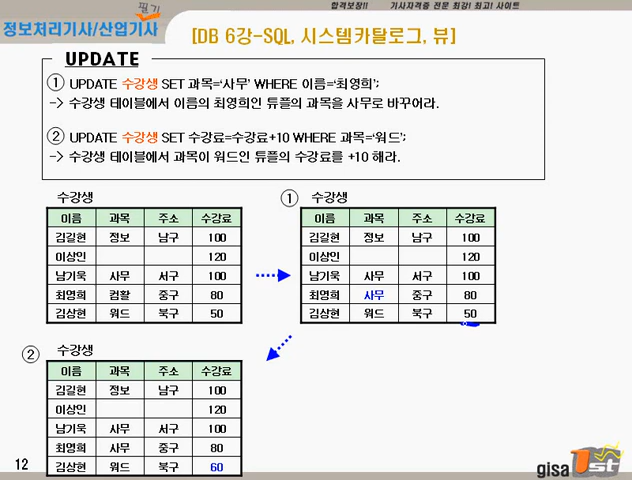 합격보장!! 기사자격증 전문 최강! 최고! 사이트
필기
정보처리기사/산업기사
[DB 6강-SQL, 시스템카탈로그, 뷰]
UPDATE
① UPDATE 수강생 SET 과목='사무' WHERE 이름='최영희';
-> 수강생 테이블에서 이름의 최영희인 튜플의 과목을 사무로 바꾸어라.
② UPDATE 수강생 SET 수강료=수강료+10 WHERE 과목='워드';
-> 수강생 테이블에서 과목이 워드인 튜플의 수강료를 +10 해라.
수강생
이름 과목 주소 수강료
김길현 정보 남구 100
이상인 120
남기욱 사무 서구 100
최영희 컴활 중구 80
김상현 워드 북구 50
① 수강생
이름 과목 주소 수강료
김길현 정보 남구 100
이상인 120
남기욱 사무 서구 100
최영희 사무 중구 80
김상현 워드 북구 50
② 수강생
이름 과목 주소 수강료
김길현 정보 남구 100
이상인 120
남기욱 사무 서구 100
최영희 사무 중구 80
김상현 워드 북구 60
12
gisa 1st